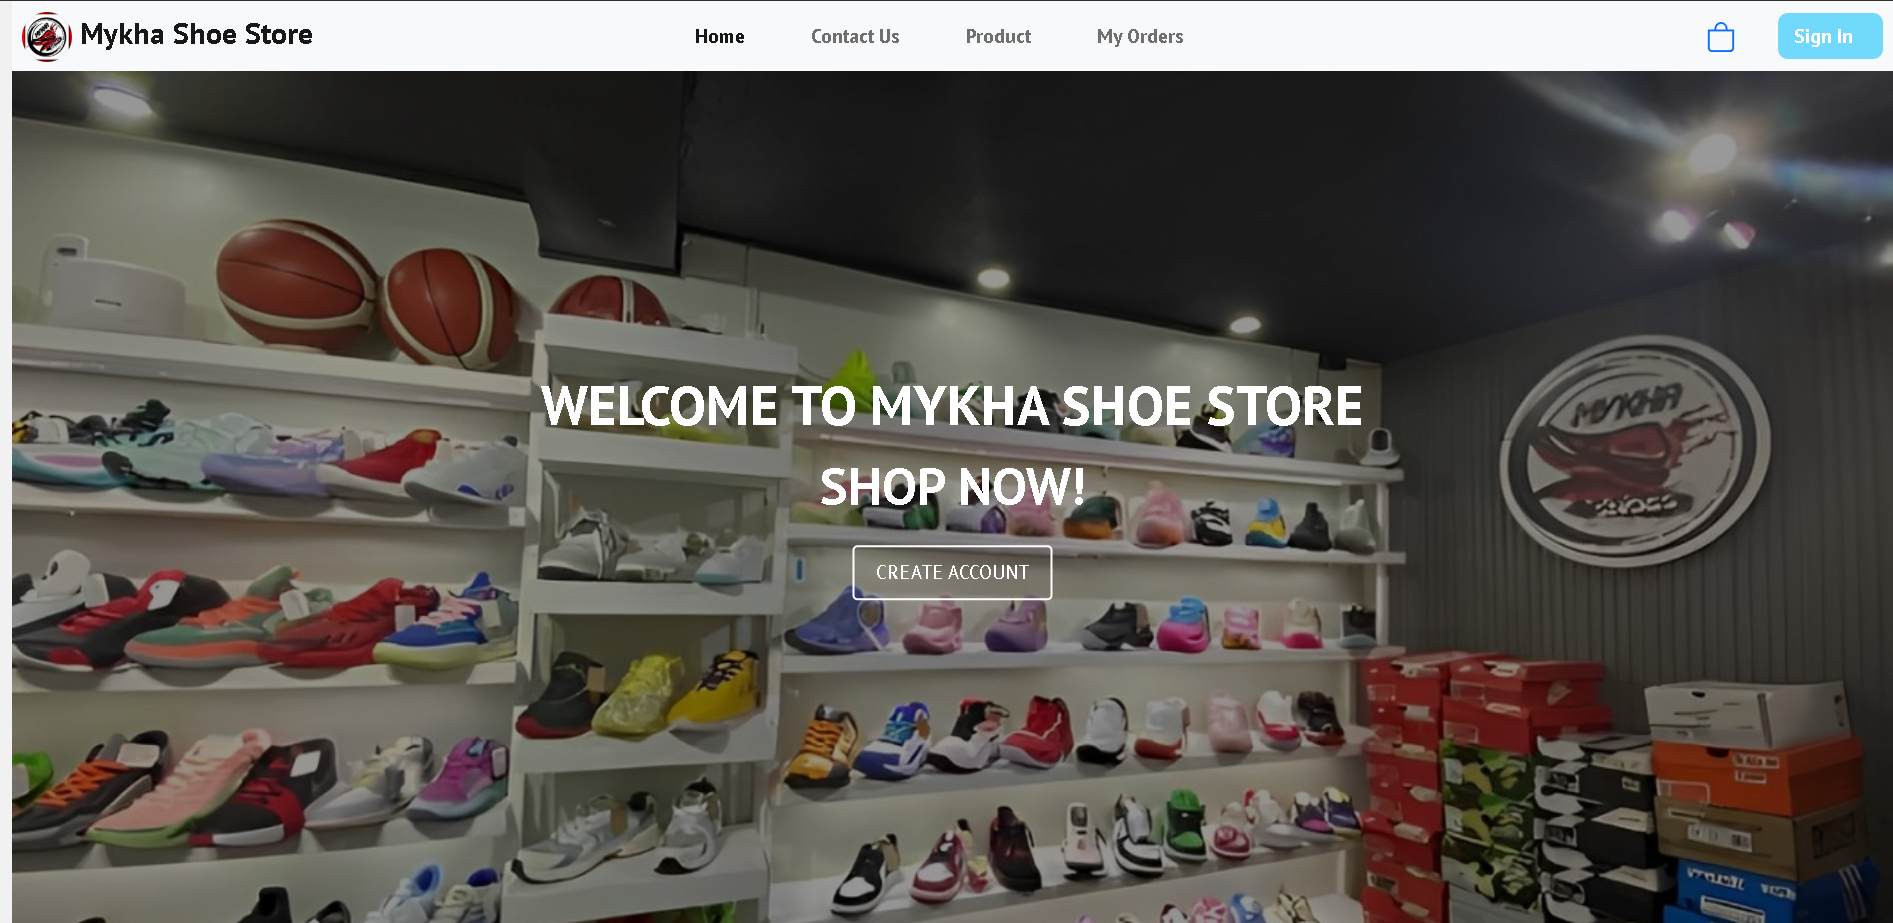 Mykha Shoe Store
Home
Contact Us
Product
My Orders
Sign In
WELCOME TO MYKHA SHOE STORE
SHOP NOW!
CREATE ACCOUNT
MYKHA
SHOES